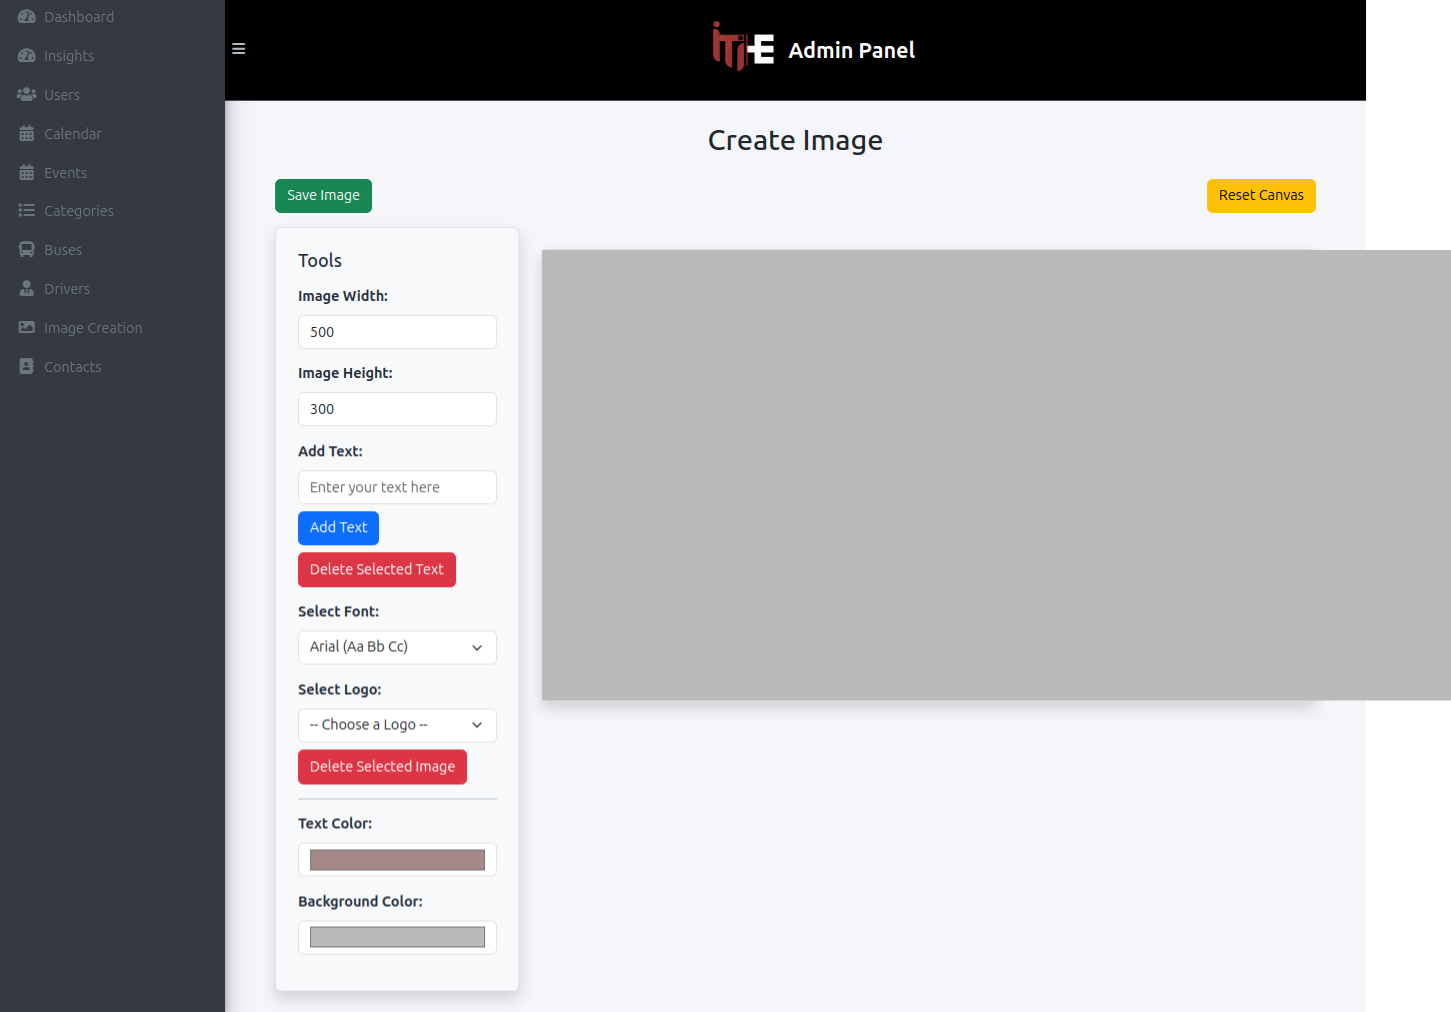 Dashboard
Insights
Users
Calendar
Events
Categories
Buses
Drivers
Image Creation
Contacts
Admin Panel
Create Image
Save Image
Reset Canvas
Tools
Image Width:
500
Image Height:
300
Add Text:
Enter your text here
Add Text
Delete Selected Text
Select Font:
Arial (Aa Bb Cc)
Select Logo:
-- Choose a Logo --
Delete Selected Image
Text Color:
Background Color: